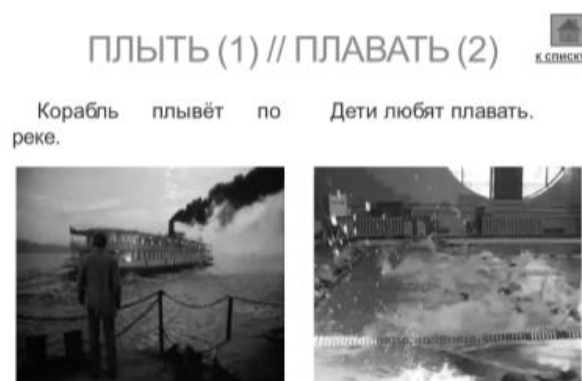 ПЛЫТЬ (1) // ПЛАВАТЬ (2)
к списку
Корабль плывёт по
реке.
Дети любят плавать.